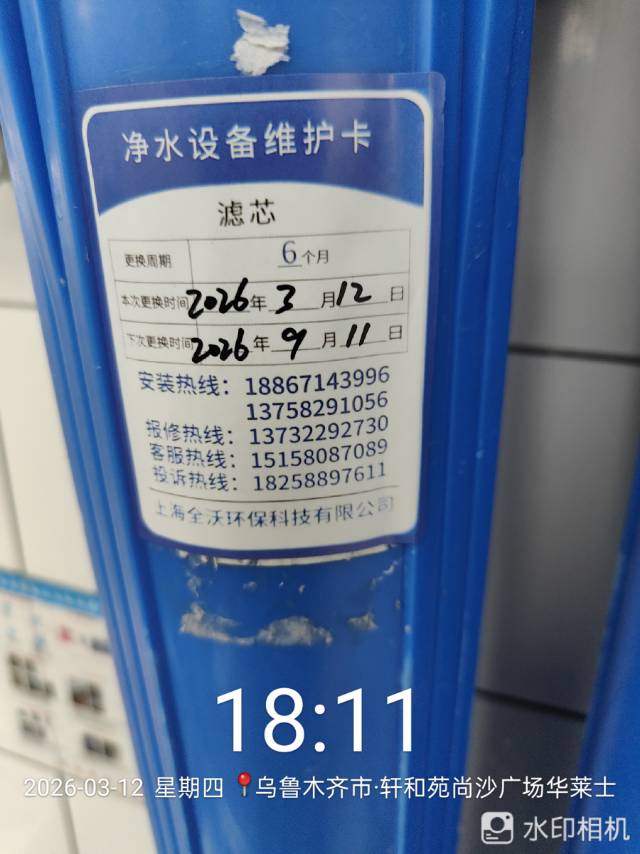 净水设备维护卡
滤芯
更换周期 6个月
本次更换时间 2026年3月12日
下次更换时间 2026年9月11日
安装热线：18867143996
13758291056
报修热线：13732292730
客服热线：15158087089
投诉热线：18258897611
上海全沃环保科技有限公司
18:11
2026-03-12 星期四 📍乌鲁木齐市·轩和苑尚沙广场华莱士
水印相机